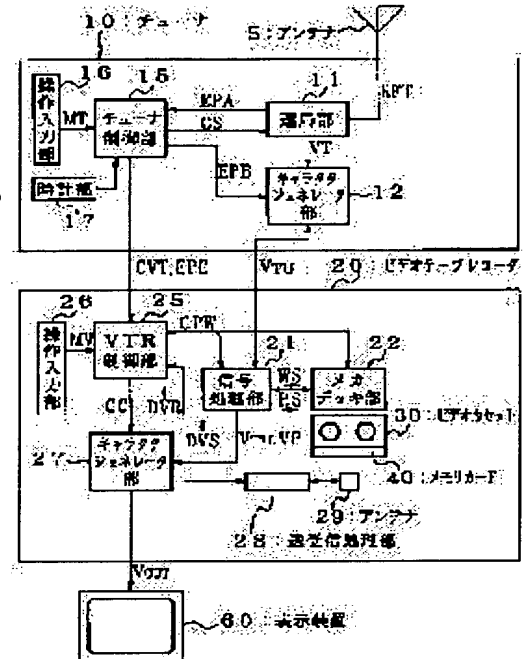 10：チューナ
5：アンテナ
16
15
11
操作入力部
MT
チューナ制御部
EPA
CS
選局部
RFT
VT
EPB
時計部
17
キャラクタジェネレータ部
12
CVT,EPC
VTU
20：ビデオテープレコーダ
26
25
操作入力部
MV
VTR制御部
CPW
21
22
信号処理部
WS
PS
メカデッキ部
CC
DVR
DVS
30：ビデオカセット
27
キャラクタジェネレータ部
40：メモリカード
29：アンテナ
28：送受信処理部
VOUT
60：表示装置